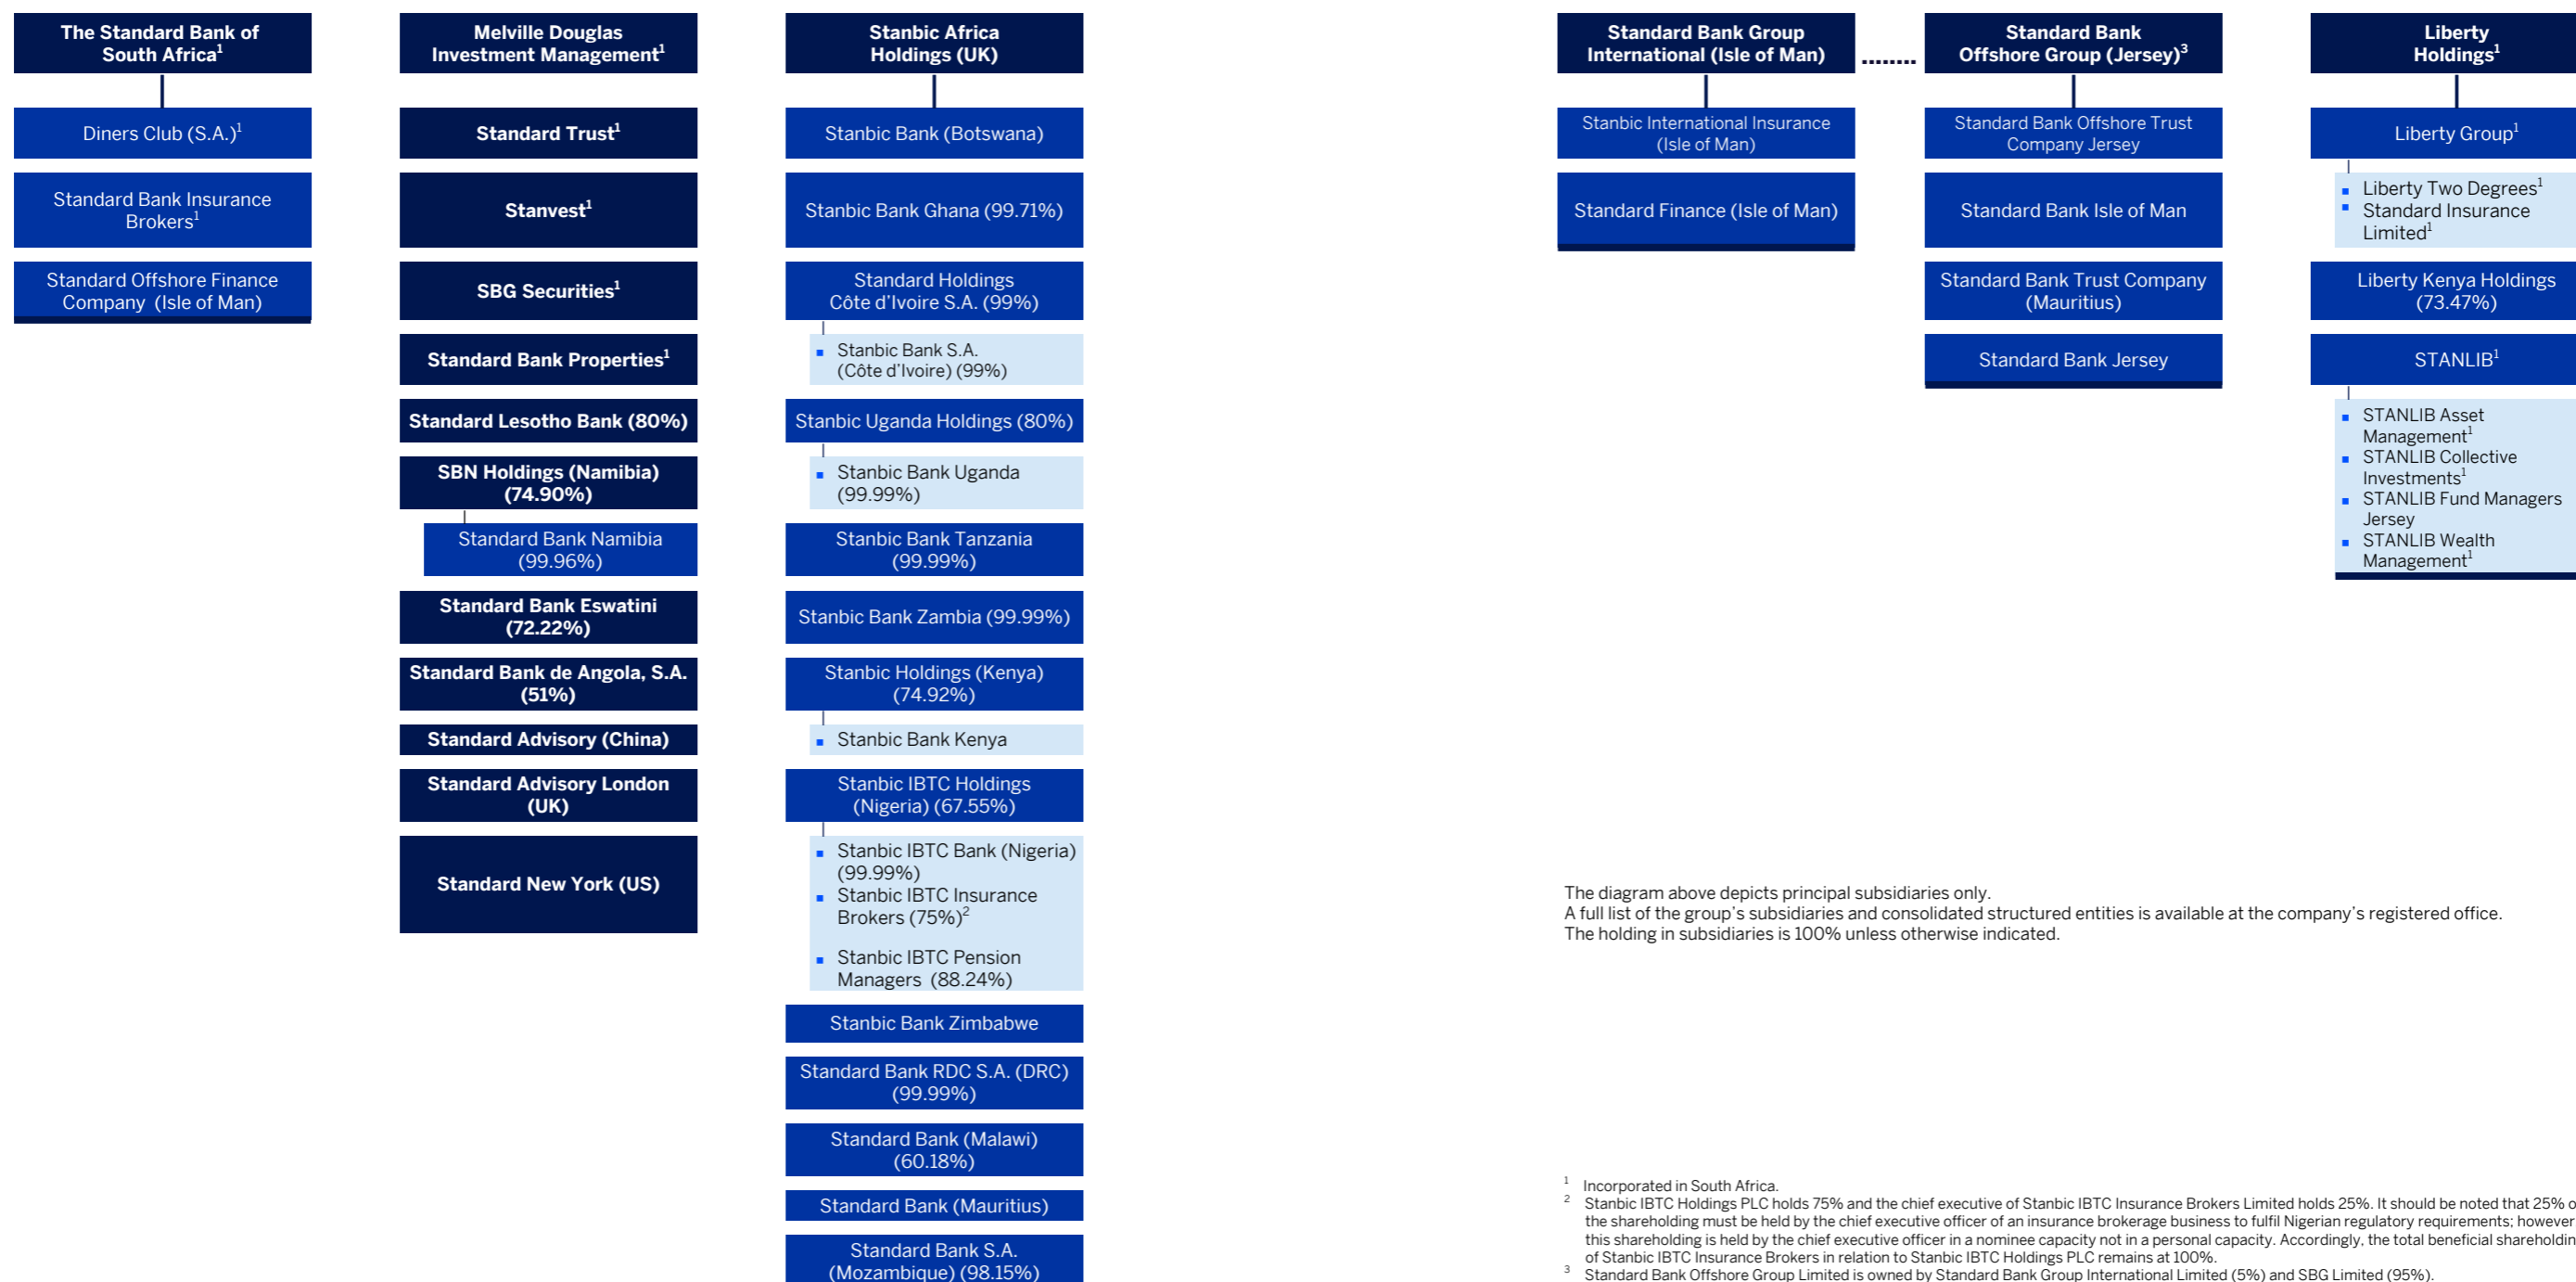 The Standard Bank of
South Africa¹
Diners Club (S.A.)¹
Standard Bank Insurance
Brokers¹
Standard Offshore Finance
Company (Isle of Man)
Melville Douglas
Investment Management¹
Standard Trust¹
Stanvest¹
SBG Securities¹
Standard Bank Properties¹
Standard Lesotho Bank (80%)
SBN Holdings (Namibia)
(74.90%)
Standard Bank Namibia
(99.96%)
Standard Bank Eswatini
(72.22%)
Standard Bank de Angola, S.A.
(51%)
Standard Advisory (China)
Standard Advisory London
(UK)
Standard New York (US)
Stanbic Africa
Holdings (UK)
Stanbic Bank (Botswana)
Stanbic Bank Ghana (99.71%)
Standard Holdings
Côte d'Ivoire S.A. (99%)
▪ Stanbic Bank S.A.
(Côte d'Ivoire) (99%)
Stanbic Uganda Holdings (80%)
▪ Stanbic Bank Uganda
(99.99%)
Stanbic Bank Tanzania
(99.99%)
Stanbic Bank Zambia (99.99%)
Stanbic Holdings (Kenya)
(74.92%)
▪ Stanbic Bank Kenya
Stanbic IBTC Holdings
(Nigeria) (67.55%)
▪ Stanbic IBTC Bank (Nigeria)
(99.99%)
▪ Stanbic IBTC Insurance
Brokers (75%)²
▪ Stanbic IBTC Pension
Managers (88.24%)
Stanbic Bank Zimbabwe
Standard Bank RDC S.A. (DRC)
(99.99%)
Standard Bank (Malawi)
(60.18%)
Standard Bank (Mauritius)
Standard Bank S.A.
(Mozambique) (98.15%)
Standard Bank Group
International (Isle of Man)
Stanbic International Insurance
(Isle of Man)
Standard Finance (Isle of Man)
Standard Bank
Offshore Group (Jersey)³
Standard Bank Offshore Trust
Company Jersey
Standard Bank Isle of Man
Standard Bank Trust Company
(Mauritius)
Standard Bank Jersey
Liberty
Holdings¹
Liberty Group¹
▪ Liberty Two Degrees¹
▪ Standard Insurance
Limited¹
Liberty Kenya Holdings
(73.47%)
STANLIB¹
▪ STANLIB Asset
Management¹
▪ STANLIB Collective
Investments¹
▪ STANLIB Fund Managers
Jersey
▪ STANLIB Wealth
Management¹
The diagram above depicts principal subsidiaries only.
A full list of the group's subsidiaries and consolidated structured entities is available at the company's registered office.
The holding in subsidiaries is 100% unless otherwise indicated.
¹ Incorporated in South Africa.
² Stanbic IBTC Holdings PLC holds 75% and the chief executive of Stanbic IBTC Insurance Brokers Limited holds 25%. It should be noted that 25% o
the shareholding must be held by the chief executive officer of an insurance brokerage business to fulfil Nigerian regulatory requirements; however
this shareholding is held by the chief executive officer in a nominee capacity not in a personal capacity. Accordingly, the total beneficial shareholdin
of Stanbic IBTC Insurance Brokers in relation to Stanbic IBTC Holdings PLC remains at 100%.
³ Standard Bank Offshore Group Limited is owned by Standard Bank Group International Limited (5%) and SBG Limited (95%).